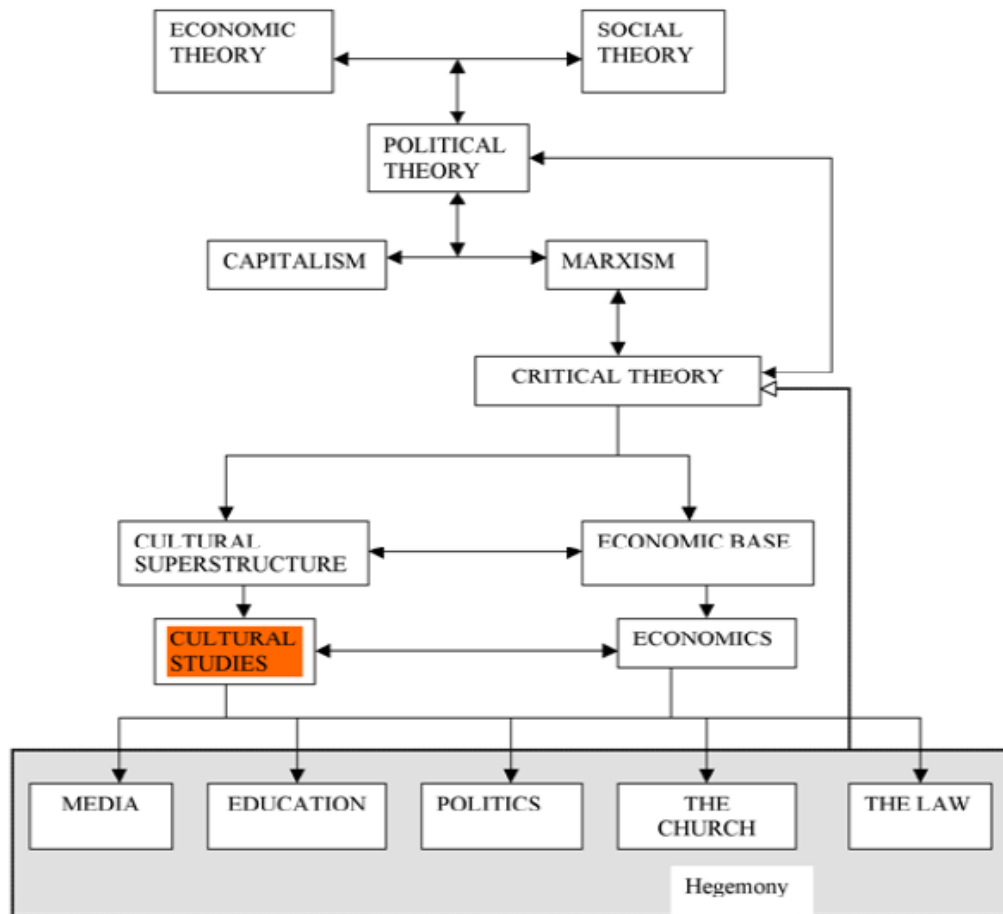 ECONOMIC
THEORY
SOCIAL
THEORY
POLITICAL
THEORY
CAPITALISM
MARXISM
CRITICAL THEORY
CULTURAL
SUPERSTRUCTURE
ECONOMIC BASE
CULTURAL
STUDIES
ECONOMICS
MEDIA
EDUCATION
POLITICS
THE
CHURCH
THE LAW
Hegemony